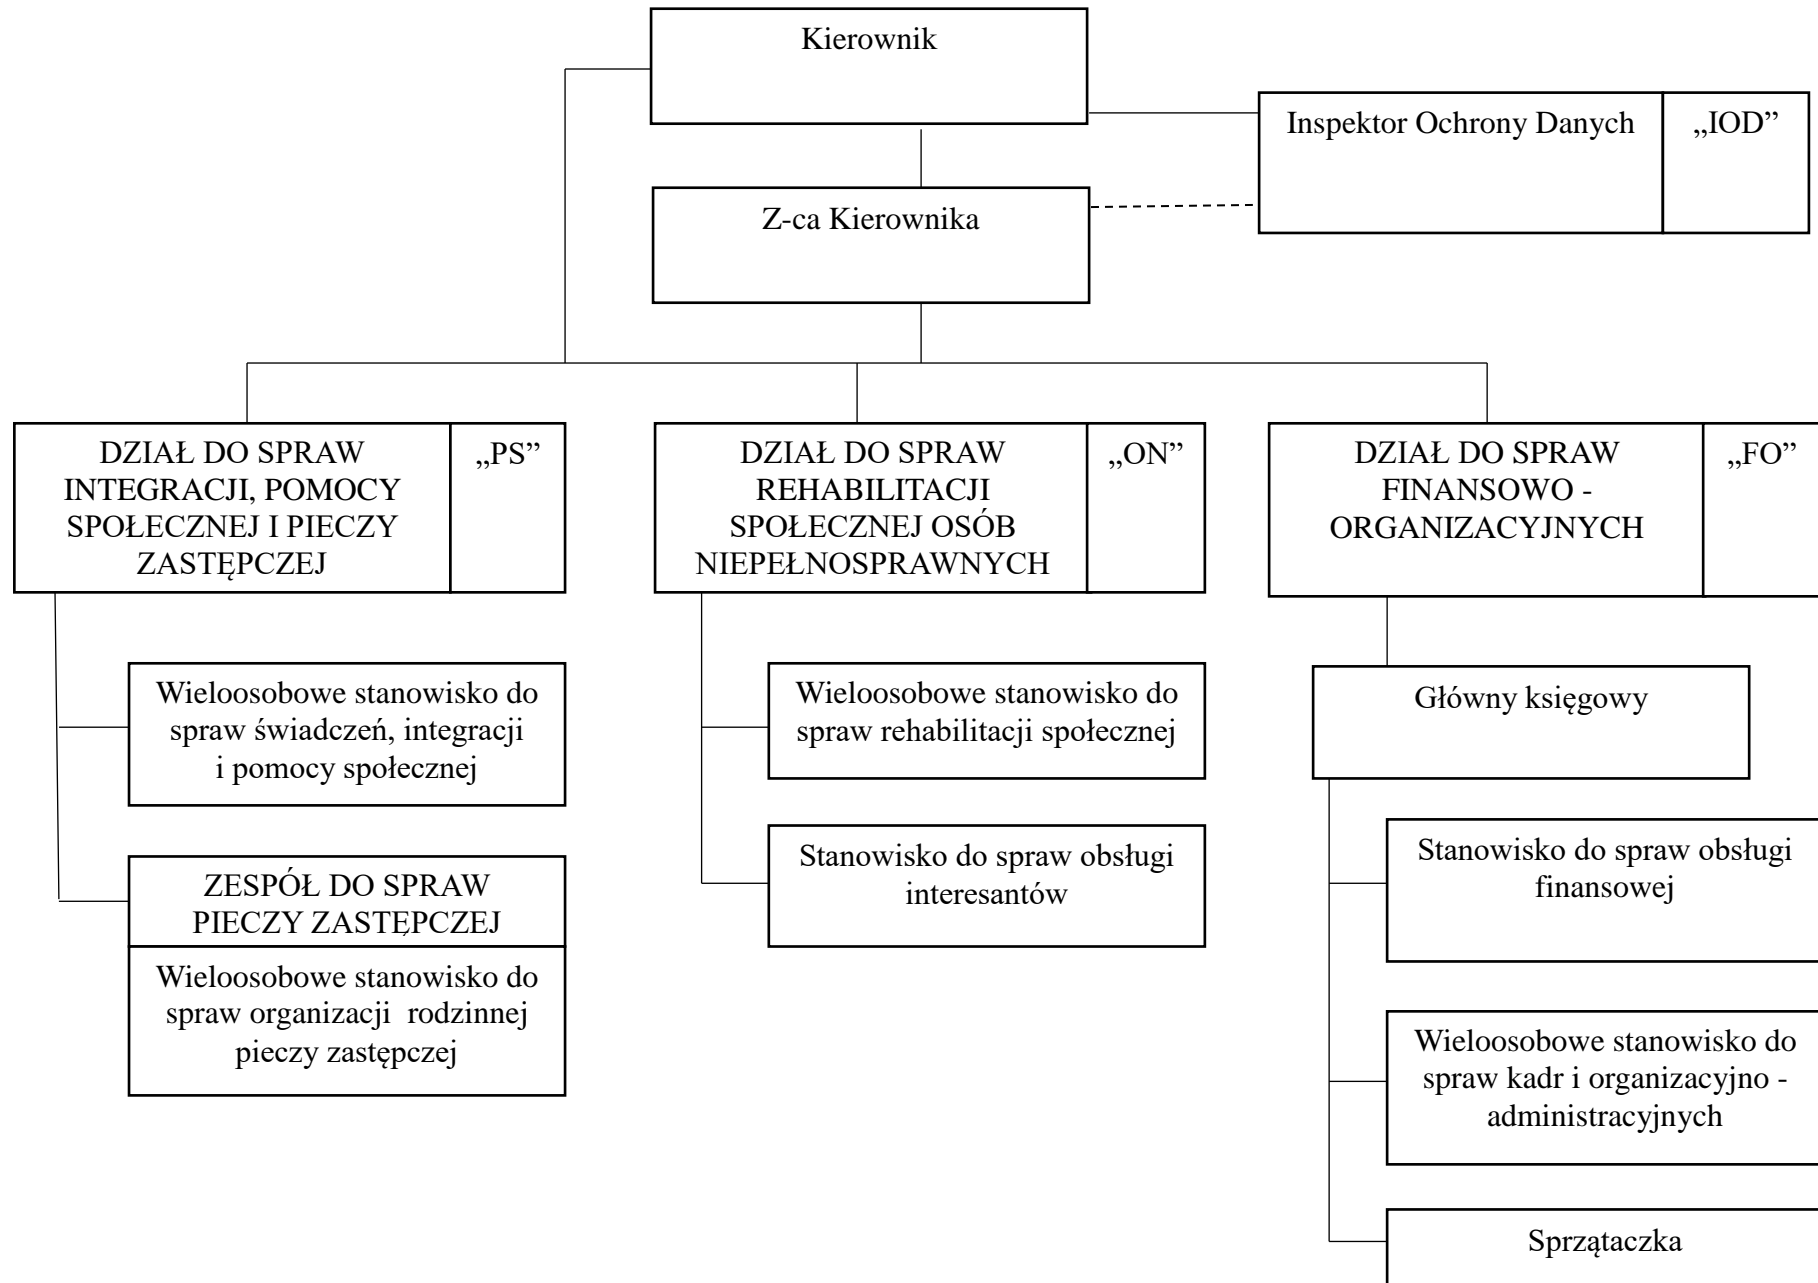 Kierownik
Inspektor Ochrony Danych
„IOD”
Z-ca Kierownika
DZIAŁ DO SPRAW
INTEGRACJI, POMOCY
SPOŁECZNEJ I PIECZY
ZASTĘPCZEJ
„PS”
DZIAŁ DO SPRAW
REHABILITACJI
SPOŁECZNEJ OSÓB
NIEPEŁNOSPRAWNYCH
„ON”
DZIAŁ DO SPRAW
FINANSOWO -
ORGANIZACYJNYCH
„FO”
Wieloosobowe stanowisko do
spraw świadczeń, integracji
i pomocy społecznej
ZESPÓŁ DO SPRAW
PIECZY ZASTĘPCZEJ
Wieloosobowe stanowisko do
spraw organizacji rodzinnej
pieczy zastępczej
Wieloosobowe stanowisko do
spraw rehabilitacji społecznej
Stanowisko do spraw obsługi
interesantów
Główny księgowy
Stanowisko do spraw obsługi
finansowej
Wieloosobowe stanowisko do
spraw kadr i organizacyjno -
administracyjnych
Sprzątaczka